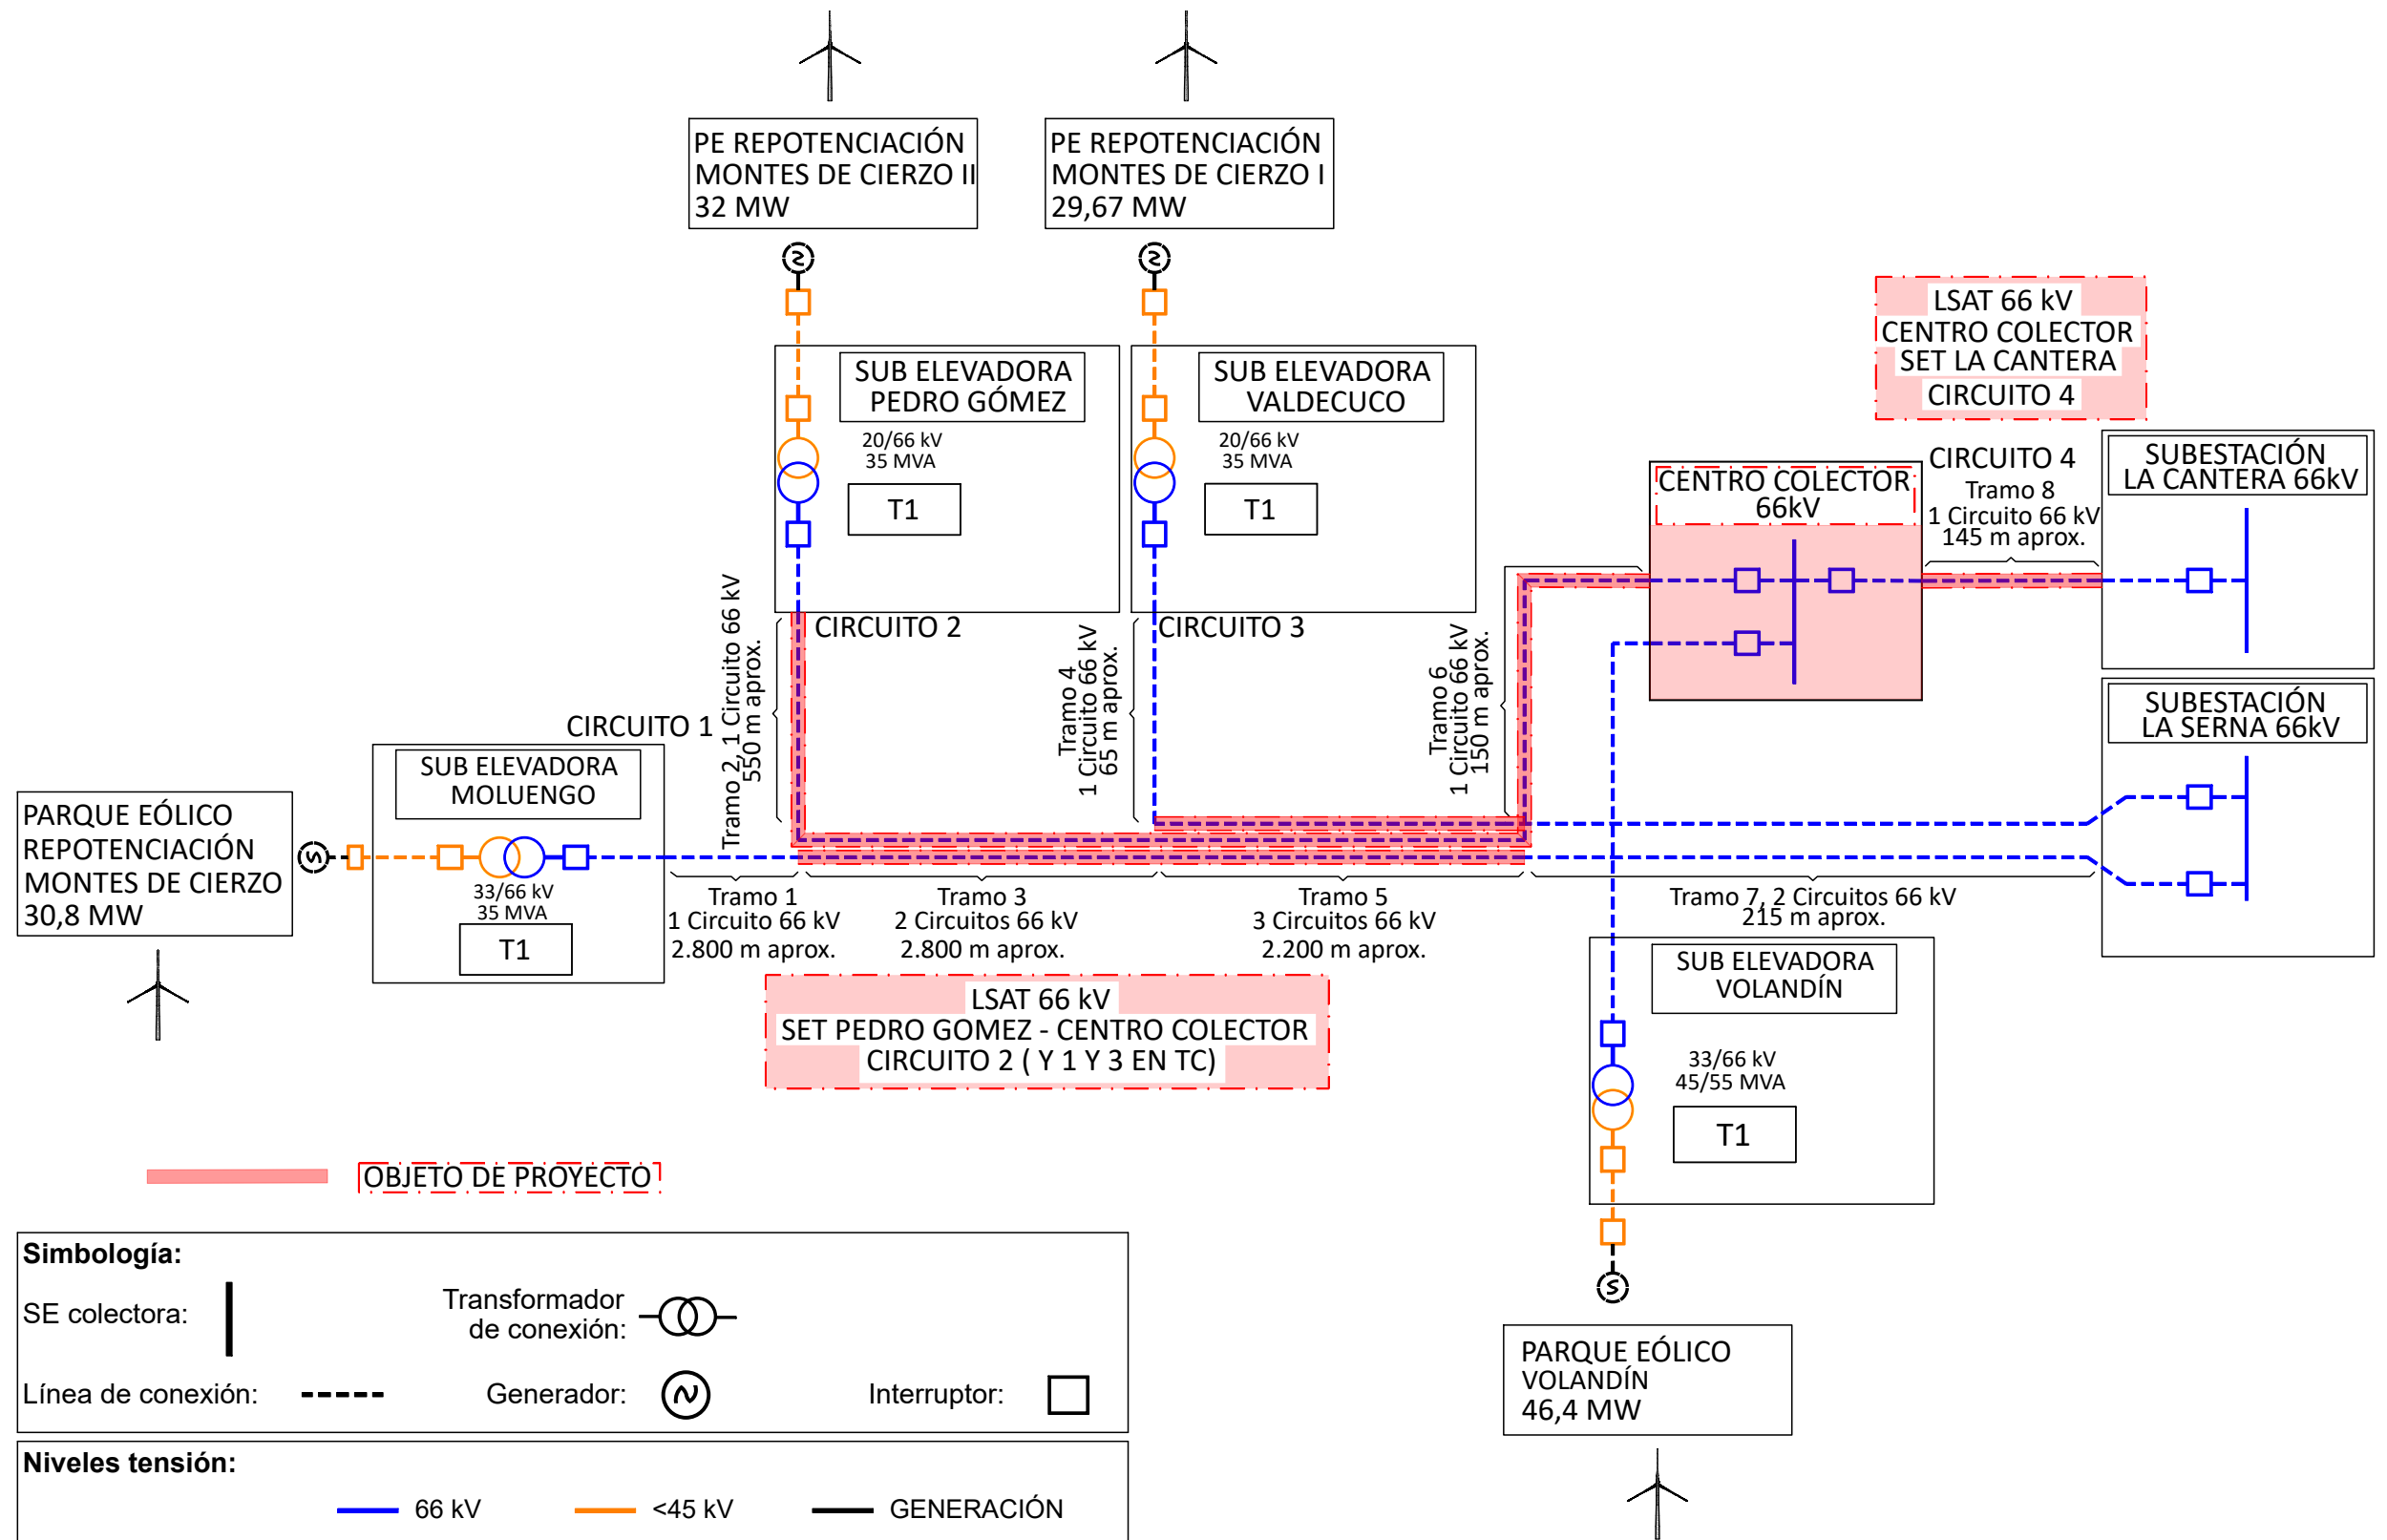 PE REPOTENCIACIÓN
MONTES DE CIERZO II
32 MW
PE REPOTENCIACIÓN
MONTES DE CIERZO I
29,67 MW
LSAT 66 kV
CENTRO COLECTOR
SET LA CANTERA
CIRCUITO 4
SUB ELEVADORA
PEDRO GÓMEZ
20/66 kV
35 MVA
T1
SUB ELEVADORA
VALDECUCO
20/66 kV
35 MVA
T1
CENTRO COLECTOR
66kV
CIRCUITO 4
Tramo 8
1 Circuito 66 kV
145 m aprox.
SUBESTACIÓN
LA CANTERA 66kV
CIRCUITO 2
CIRCUITO 3
Tramo 2, 1 Circuito 66 kV
550 m aprox.
Tramo 4
1 Circuito 66 kV
65 m aprox.
Tramo 6
1 Circuito 66 kV
150 m aprox.
SUBESTACIÓN
LA SERNA 66kV
CIRCUITO 1
SUB ELEVADORA
MOLUENGO
33/66 kV
35 MVA
T1
PARQUE EÓLICO
REPOTENCIACIÓN
MONTES DE CIERZO
30,8 MW
Tramo 1
1 Circuito 66 kV
2.800 m aprox.
Tramo 3
2 Circuitos 66 kV
2.800 m aprox.
Tramo 5
3 Circuitos 66 kV
2.200 m aprox.
Tramo 7, 2 Circuitos 66 kV
215 m aprox.
LSAT 66 kV
SET PEDRO GOMEZ - CENTRO COLECTOR
CIRCUITO 2 ( Y 1 Y 3 EN TC)
SUB ELEVADORA
VOLANDÍN
33/66 kV
45/55 MVA
T1
OBJETO DE PROYECTO
PARQUE EÓLICO
VOLANDÍN
46,4 MW
Simbología:
SE colectora:
Transformador
de conexión:
Línea de conexión:
Generador:
Interruptor:
Niveles tensión:
66 kV
<45 kV
GENERACIÓN